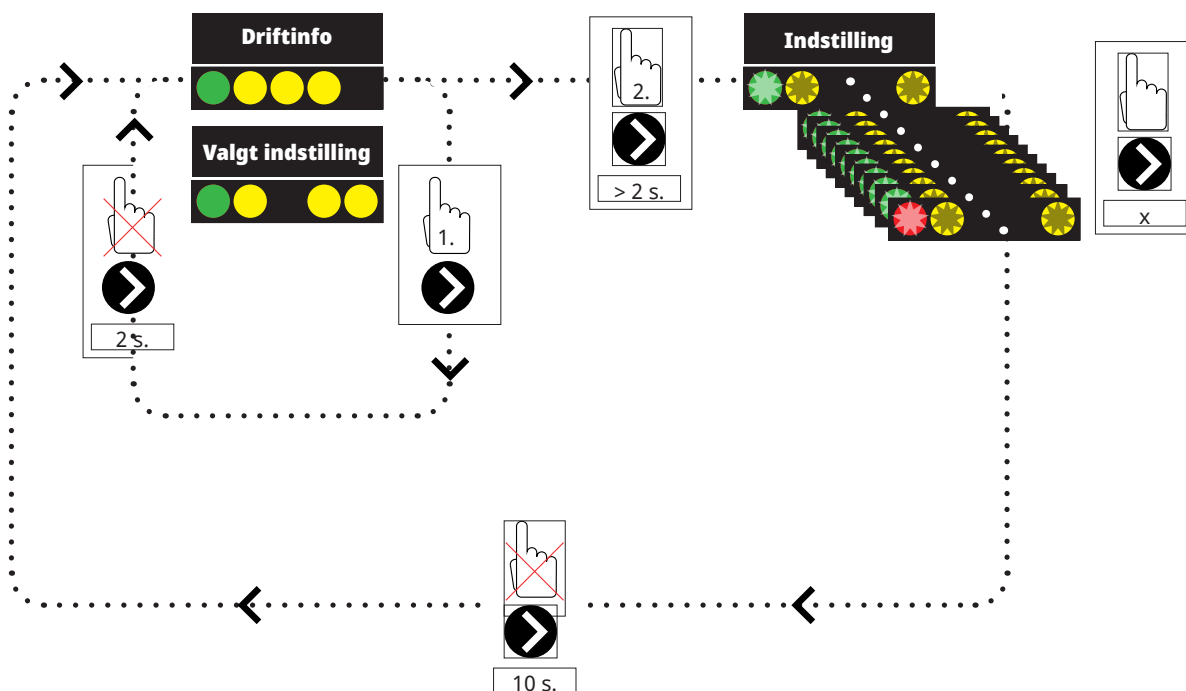 Driftinfo
Valgt indstilling
2 s.
1.
2.
> 2 s.
Indstilling
x
10 s.